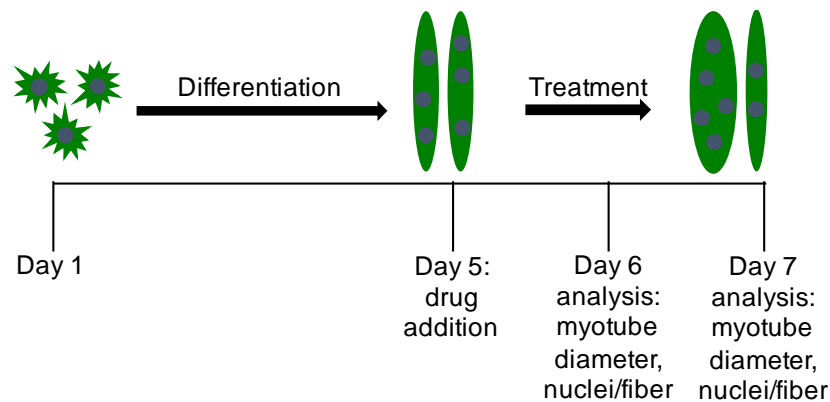 Differentiation
Treatment
Day 1
Day 5:
drug
addition
Day 6
analysis:
myotube
diameter,
nuclei/fiber
Day 7
analysis:
myotube
diameter,
nuclei/fiber